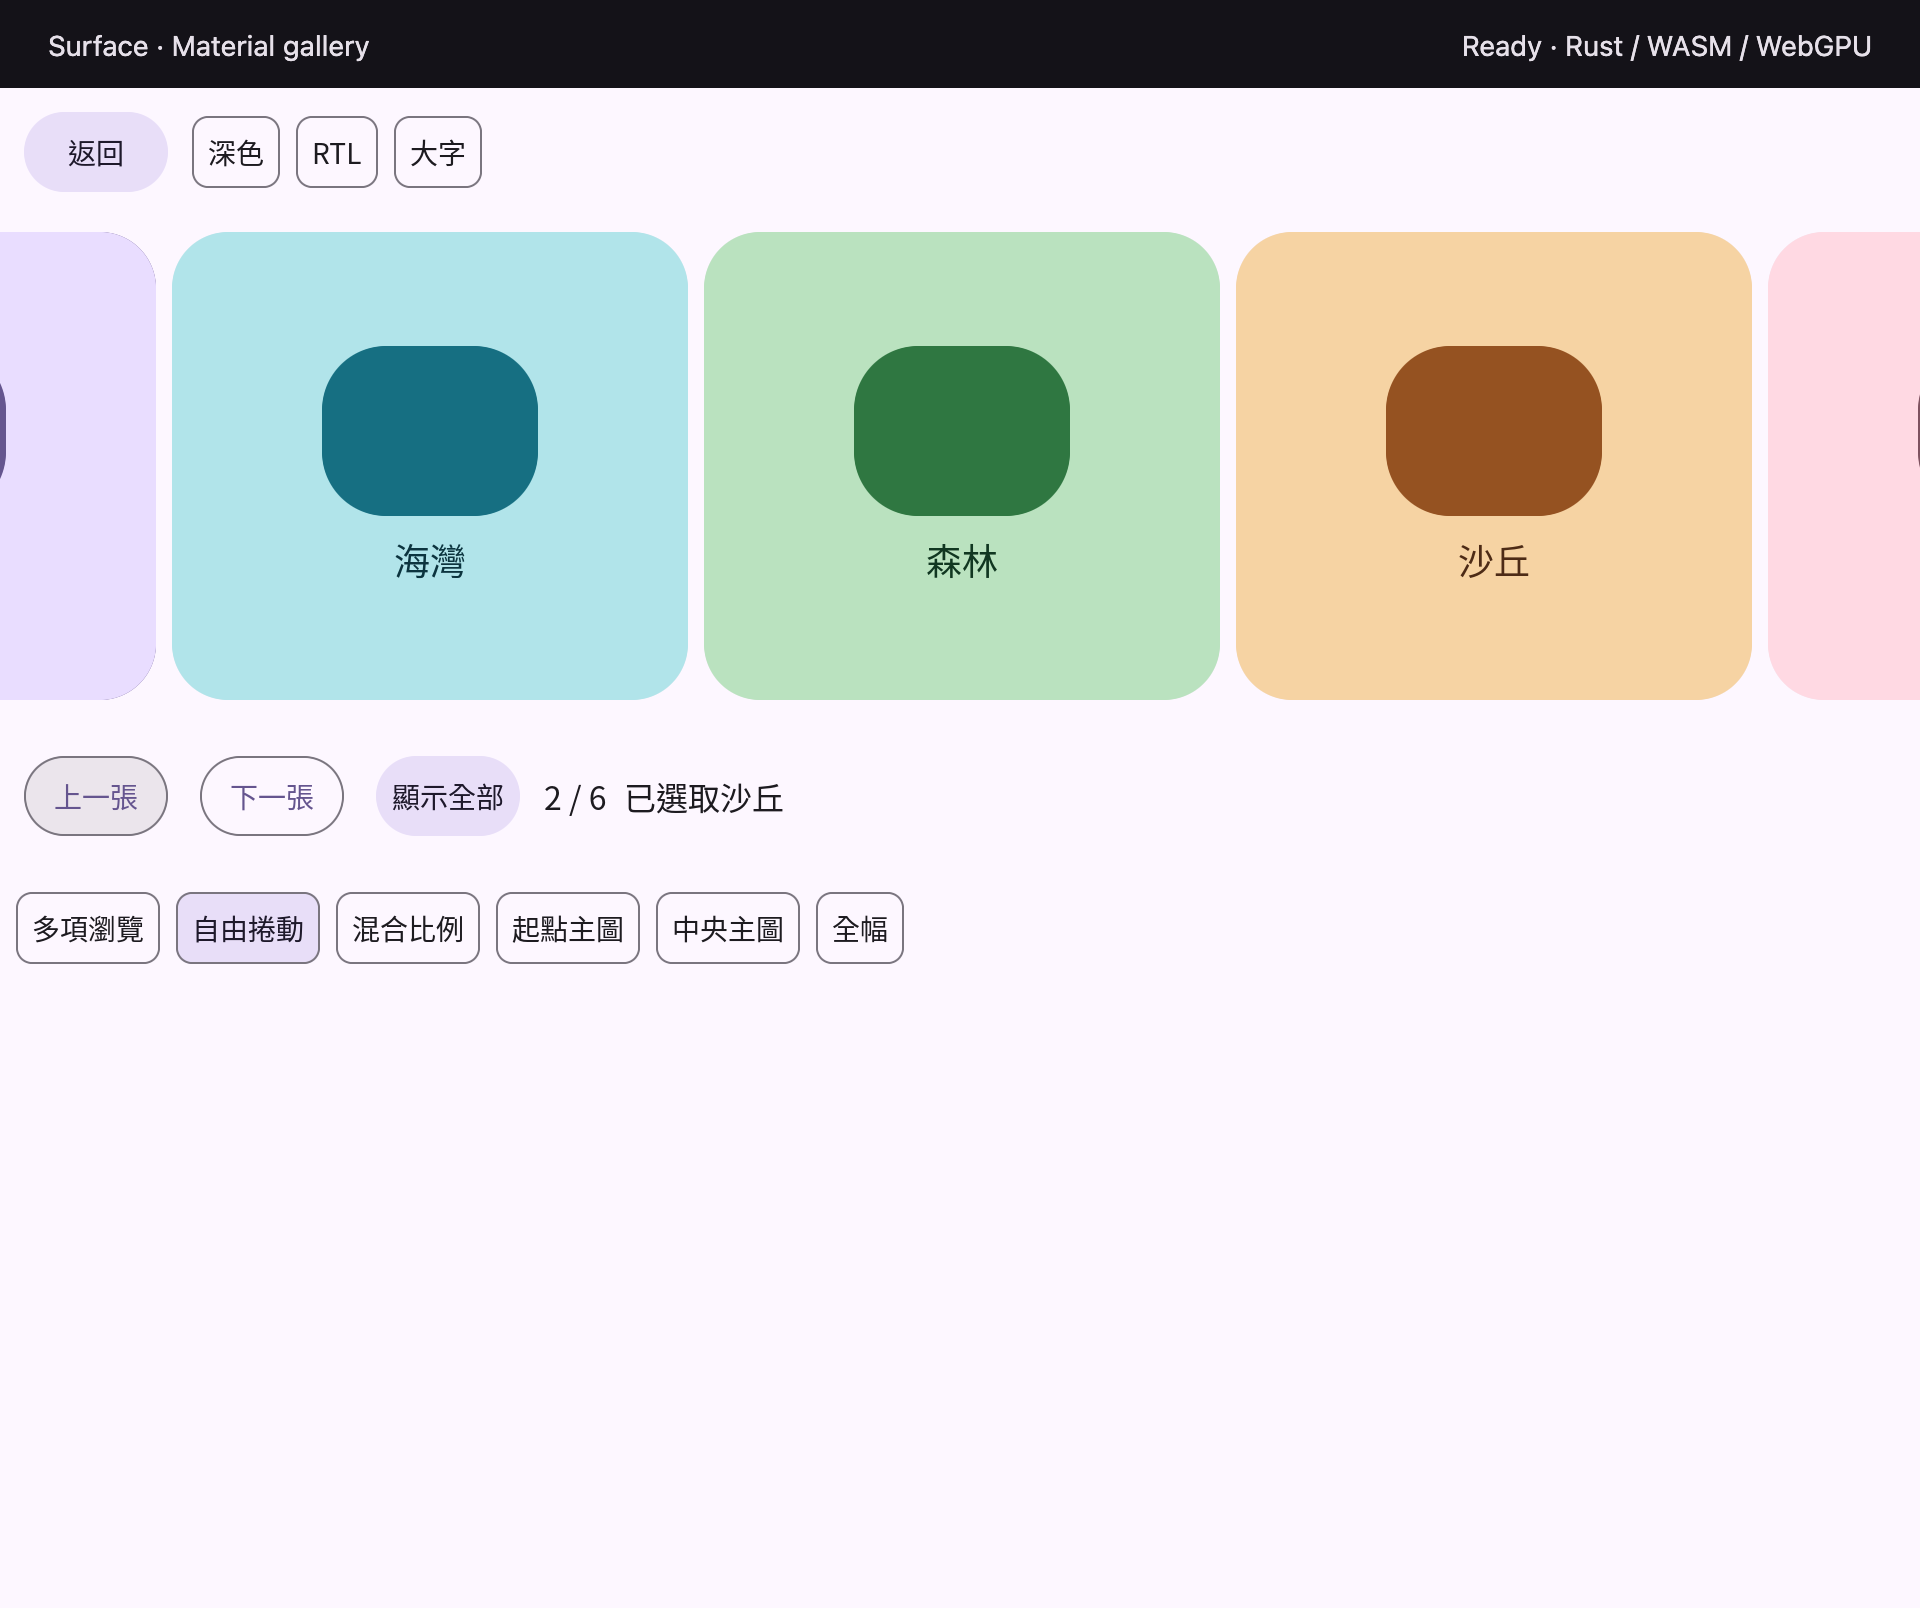 Surface · Material gallery
Ready · Rust / WASM / WebGPU
返回
深色
RTL
大字
海灣
森林
沙丘
上一張
下一張
顯示全部
2 / 6 已選取沙丘
多項瀏覽
自由捲動
混合比例
起點主圖
中央主圖
全幅